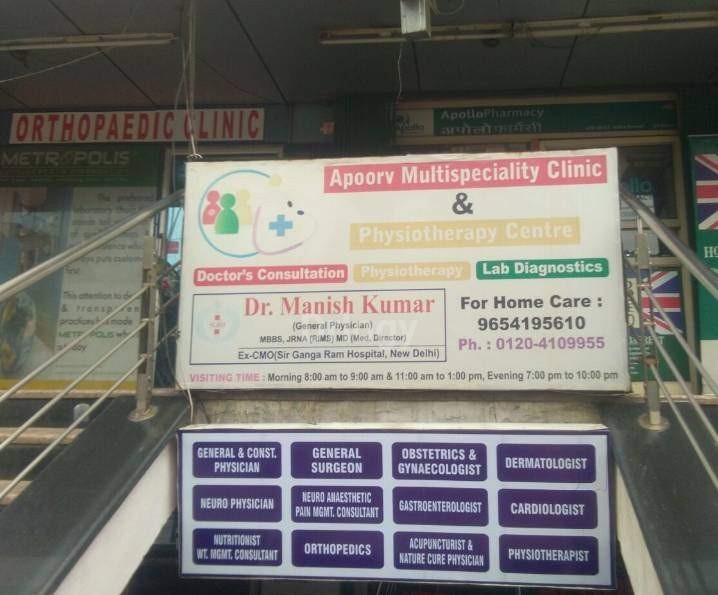 ORTHOPAEDIC CLINIC
METROPOLIS
ApolloPharmacy
अपोलो फार्मेसी
Apoorv Multispeciality Clinic
&
Physiotherapy Centre
Doctor's Consultation
Physiotherapy
Lab Diagnostics
Dr. Manish Kumar
(General Physician)
MBBS, JRNA (RIMS) MD (Med. Director)
Ex-CMO(Sir Ganga Ram Hospital, New Delhi)
For Home Care :
9654195610
Ph. : 0120-4109955
VISITING TIME : Morning 8:00 am to 9:00 am & 11:00 am to 1:00 pm, Evening 7:00 pm to 10:00 pm
GENERAL & CONST. PHYSICIAN
GENERAL SURGEON
OBSTETRICS & GYNAECOLOGIST
DERMATOLOGIST
NEURO PHYSICIAN
NEURO ANAESTHETIC PAIN MGMT. CONSULTANT
GASTROENTEROLOGIST
CARDIOLOGIST
NUTRITIONIST WT. MGMT. CONSULTANT
ORTHOPEDICS
ACUPUNCTURIST & NATURE CURE PHYSICIAN
PHYSIOTHERAPIST